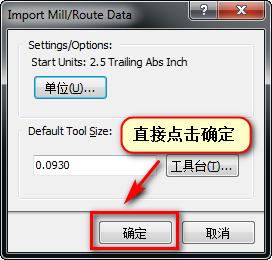 Import Mill/Route Data
Settings/Options:
Start Units: 2.5 Trailing Abs Inch
单位(U)...
Default Tool Size:
直接点击确定
0.0930
工具台(T)...
确定
取消